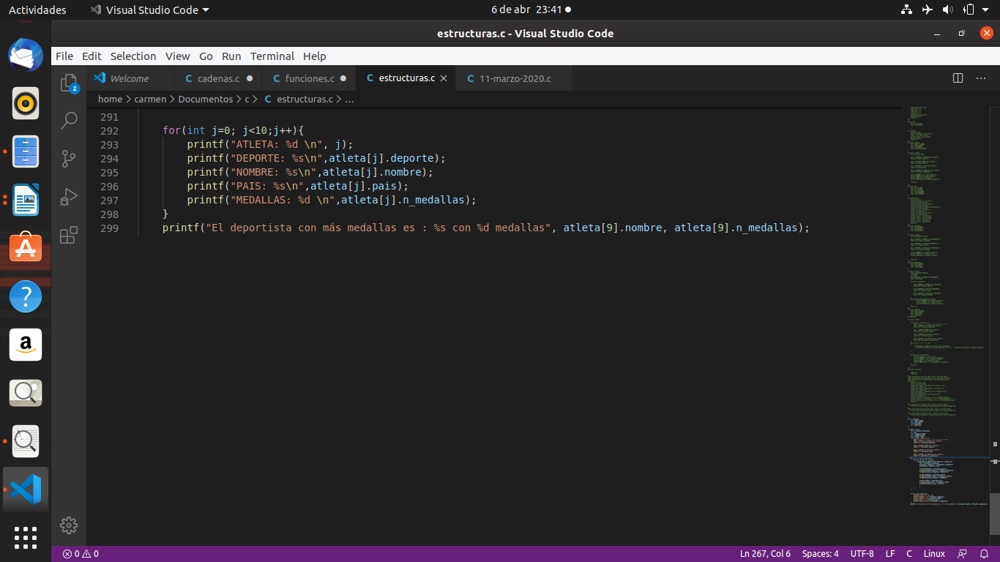 Actividades Visual Studio Code 6 de abr 23:41
estructuras.c - Visual Studio Code
File Edit Selection View Go Run Terminal Help
Welcome cadenas.c funciones.c estructuras.c 11-marzo-2020.c
home > carmen > Documentos > c > estructuras.c > ...
2
291
292 for(int j=0; j<10;j++){
293 printf("ATLETA: %d \n", j);
294 printf("DEPORTE: %s\n",atleta[j].deporte);
295 printf("NOMBRE: %s\n",atleta[j].nombre);
296 printf("PAIS: %s\n",atleta[j].pais);
297 printf("MEDALLAS: %d \n",atleta[j].n_medallas);
298 }
299 printf("El deportista con más medallas es : %s con %d medallas", atleta[9].nombre, atleta[9].n_medallas);
0 0 Ln 267, Col 6 Spaces: 4 UTF-8 LF C Linux